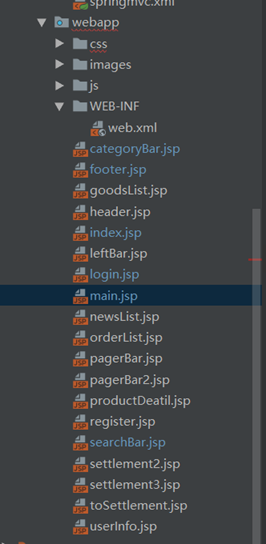 springmvc.xml
webapp
css
images
js
WEB-INF
web.xml
categoryBar.jsp
footer.jsp
goodsList.jsp
header.jsp
index.jsp
leftBar.jsp
login.jsp
main.jsp
newsList.jsp
orderList.jsp
pagerBar.jsp
pagerBar2.jsp
productDeatil.jsp
register.jsp
searchBar.jsp
settlement2.jsp
settlement3.jsp
toSettlement.jsp
userInfo.jsp